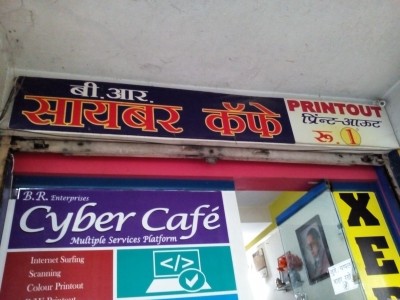 बी.आर.
सायबर कॅफे
PRINTOUT
प्रिन्ट-आऊट
रू. 1
B.R. Enterprises
Cyber Café
Multiple Services Platform
Internet Surfing
Scanning
Colour Printout
XE